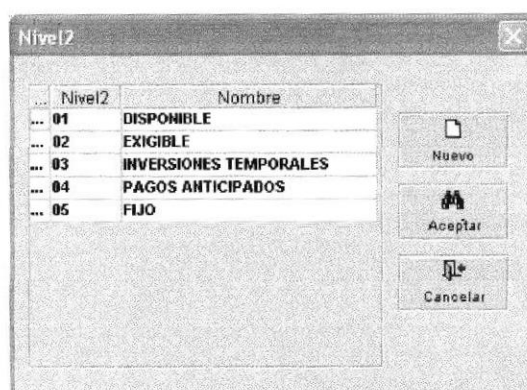 Nivel2
... Nivel2 Nombre
... 01 DISPONIBLE
... 02 EXIGIBLE
... 03 INVERSIONES TEMPORALES
... 04 PAGOS ANTICIPADOS
... 05 FIJO
Nuevo
Aceptar
Cancelar